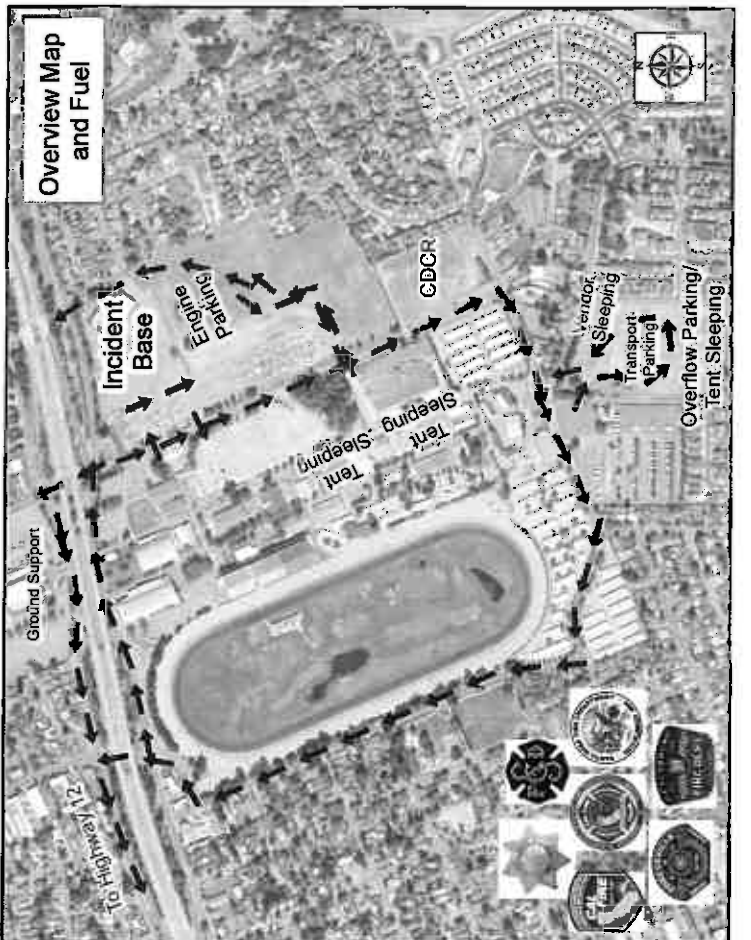 Overview Map
and Fuel
Incident
Base
Engine
Parking
CDCR
Vendor
Sleeping
Transport
Parking
Overflow Parking/
Tent Sleeping
Tent
Sleeping
Tent
Sleeping
Ground Support
To Highway 12
N
S